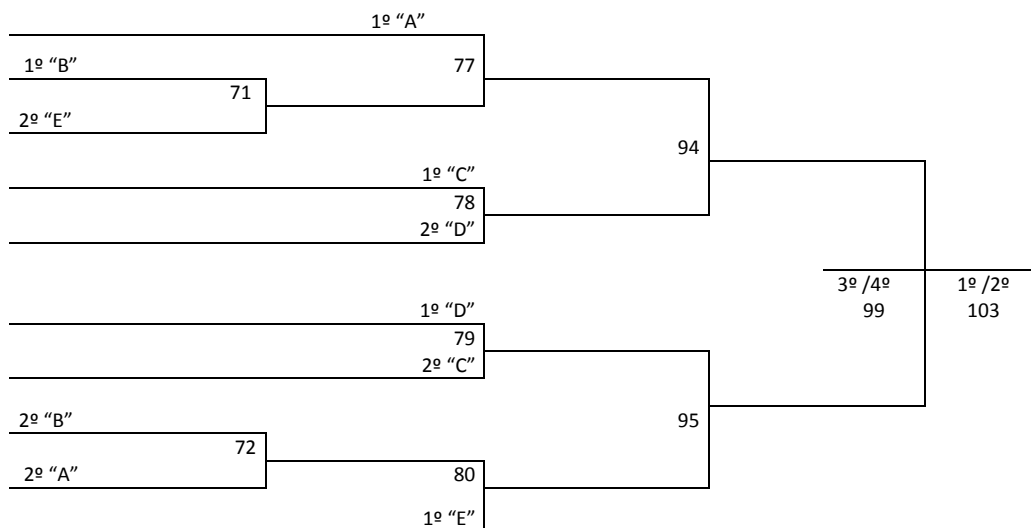 1º “A”
1º “B”
77
71
2º “E”
94
1º “C”
78
2º “D”
3º /4º
1º /2º
99
103
1º “D”
79
2º “C”
2º “B”
95
72
2º “A”
80
1º “E”